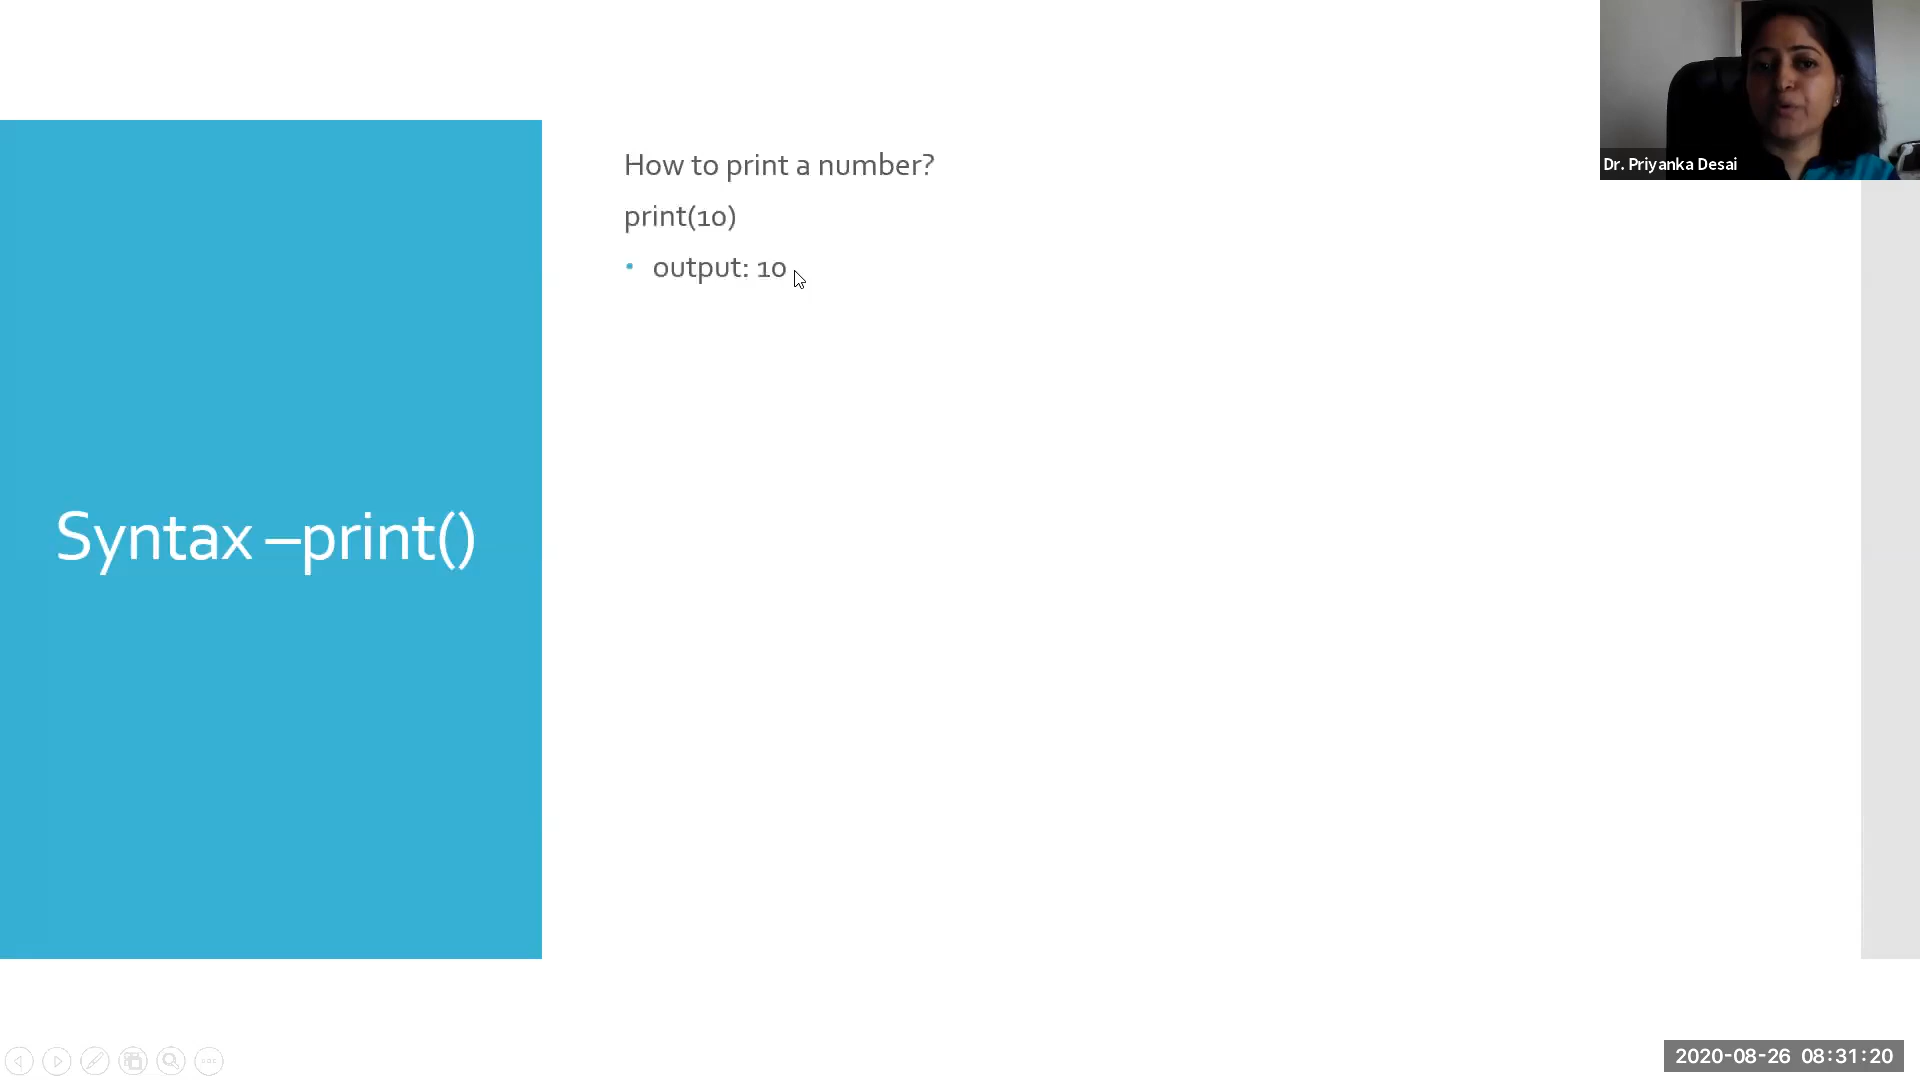 Dr. Priyanka Desai
How to print a number?
print(10)
• output: 10
Syntax –print()
2020-08-26 08:31:20